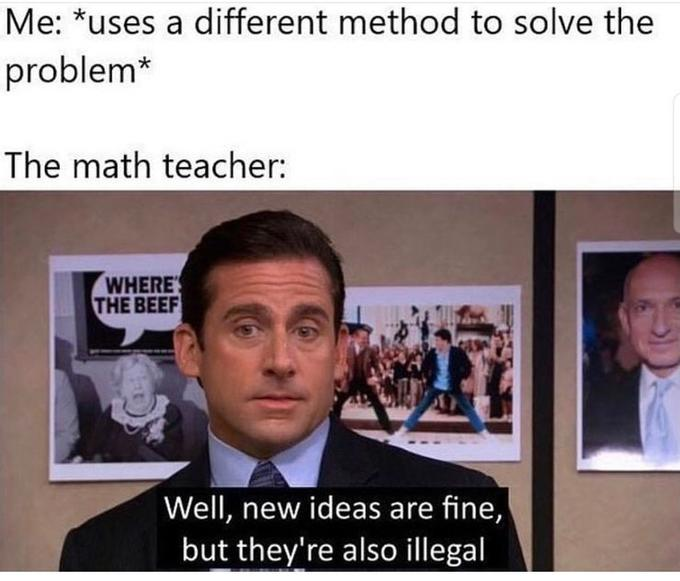 Me: *uses a different method to solve the
problem*
The math teacher:
WHERE'S
THE BEEF
Well, new ideas are fine,
but they're also illegal